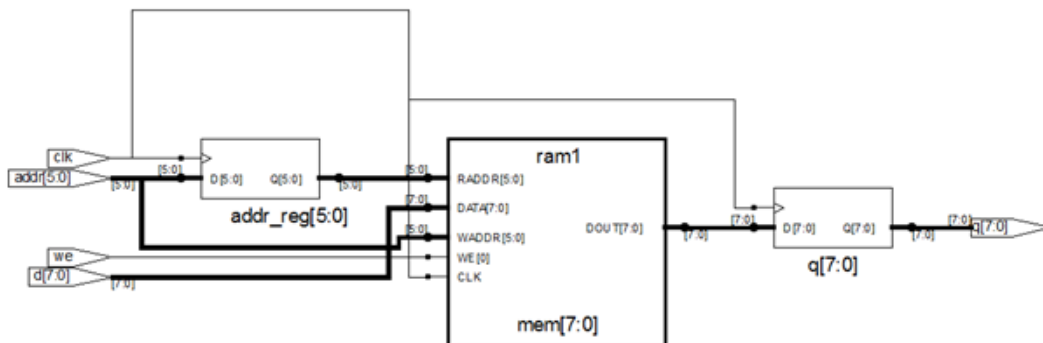 clk
addr[5:0]
[5:0]
[5:0]
D[5:0]
Q[5:0]
[5:0]
addr_reg[5:0]
we
d[7:0]
[7:0]
ram1
[5:0]
RADDR[5:0]
[7:0]
DATA[7:0]
[5:0]
WADDR[5:0]
WE[0]
CLK
DOUT[7:0]
mem[7:0]
[7:0]
[7:0]
D[7:0]
Q[7:0]
[7:0]
[7:0]
q[7:0]
q[7:0]